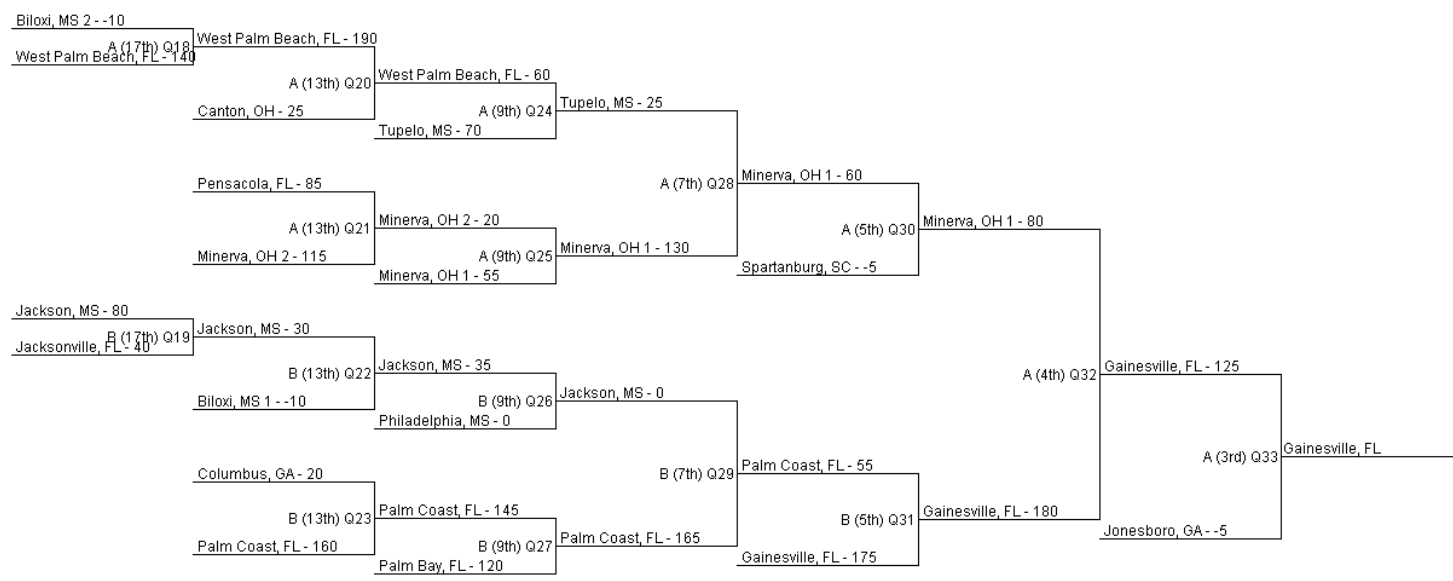 Biloxi, MS 2 - -10
A (17th) Q18
West Palm Beach, FL - 140
West Palm Beach, FL - 190
A (13th) Q20
Canton, OH - 25
West Palm Beach, FL - 60
A (9th) Q24
Tupelo, MS - 70
Tupelo, MS - 25
Pensacola, FL - 85
A (13th) Q21
Minerva, OH 2 - 115
Minerva, OH 2 - 20
A (9th) Q25
Minerva, OH 1 - 55
Minerva, OH 1 - 130
A (7th) Q28
Minerva, OH 1 - 60
A (5th) Q30
Spartanburg, SC - -5
Minerva, OH 1 - 80
Jackson, MS - 80
B (17th) Q19
Jacksonville, FL - 40
Jackson, MS - 30
B (13th) Q22
Biloxi, MS 1 - -10
Jackson, MS - 35
B (9th) Q26
Philadelphia, MS - 0
Jackson, MS - 0
Columbus, GA - 20
B (13th) Q23
Palm Coast, FL - 160
Palm Coast, FL - 145
B (9th) Q27
Palm Bay, FL - 120
Palm Coast, FL - 165
B (7th) Q29
Palm Coast, FL - 55
B (5th) Q31
Gainesville, FL - 175
Gainesville, FL - 180
A (4th) Q32
Gainesville, FL - 125
A (3rd) Q33
Jonesboro, GA - -5
Gainesville, FL